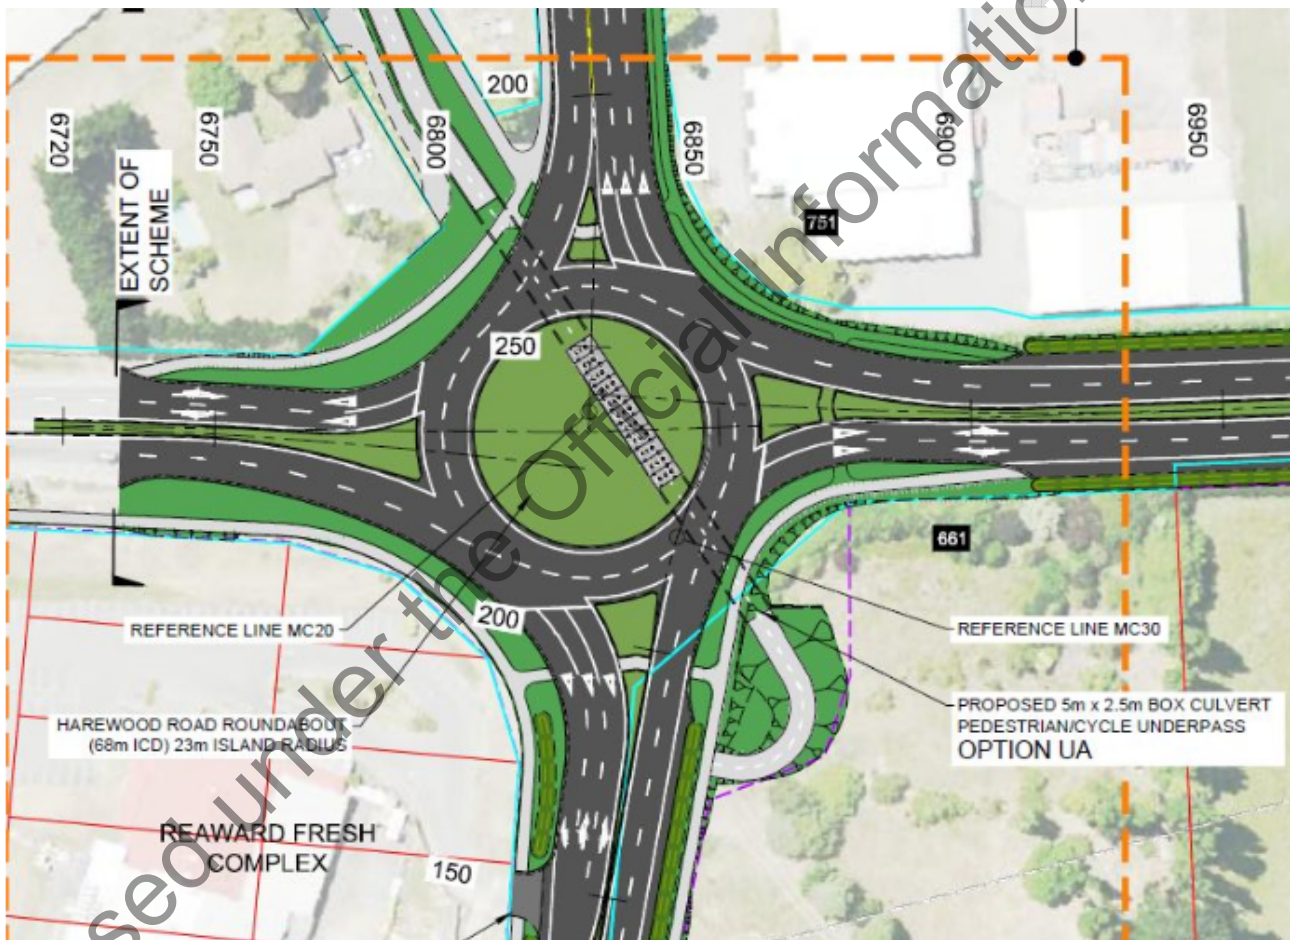 200
6720
6750
6800
6850
6900
6950
EXTENT OF
SCHEME
751
250
661
200
REFERENCE LINE MC20
REFERENCE LINE MC30
HAREWOOD ROAD ROUNDABOUT
(68m ICD) 23m ISLAND RADIUS
PROPOSED 5m x 2.5m BOX CULVERT
PEDESTRIAN/CYCLE UNDERPASS
OPTION UA
REAWARD FRESH
COMPLEX
150
sed under the Official Information